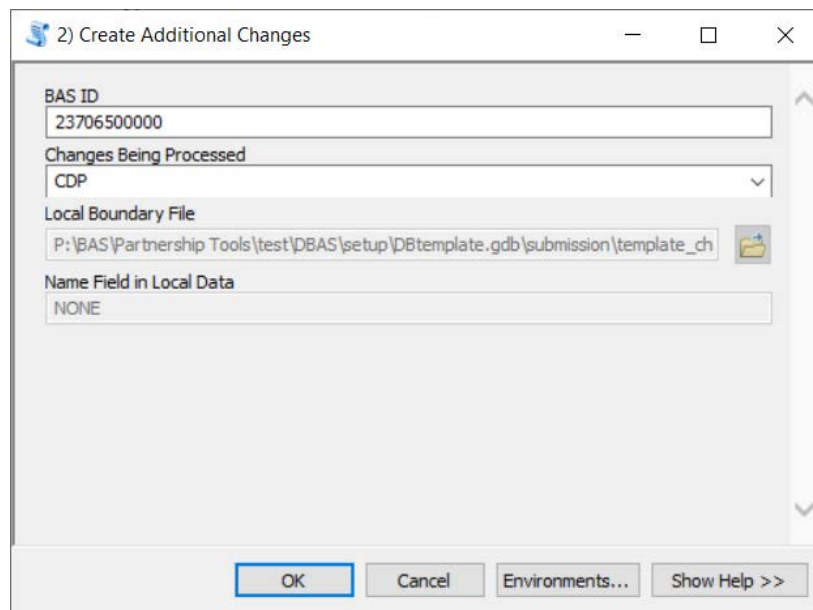 2) Create Additional Changes
BAS ID
23706500000
Changes Being Processed
CDP
Local Boundary File
P:\BAS\Partnership Tools\test\DBAS\setup\DBtemplate.gdb\submission\template_ch
Name Field in Local Data
NONE
OK Cancel Environments... Show Help >>